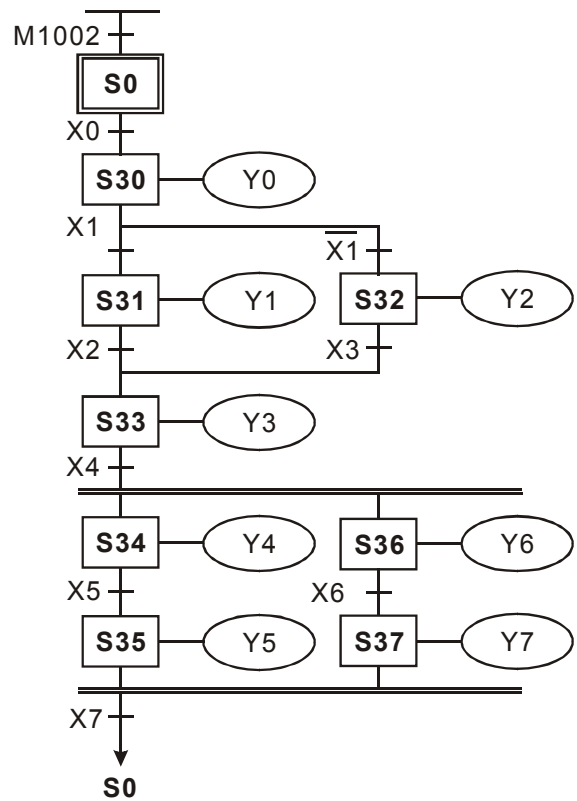 M1002
S0
X0
S30 Y0
X1 X̅1̅
S31 Y1 S32 Y2
X2 X3
S33 Y3
X4
S34 Y4 S36 Y6
X5 X6
S35 Y5 S37 Y7
X7
S0